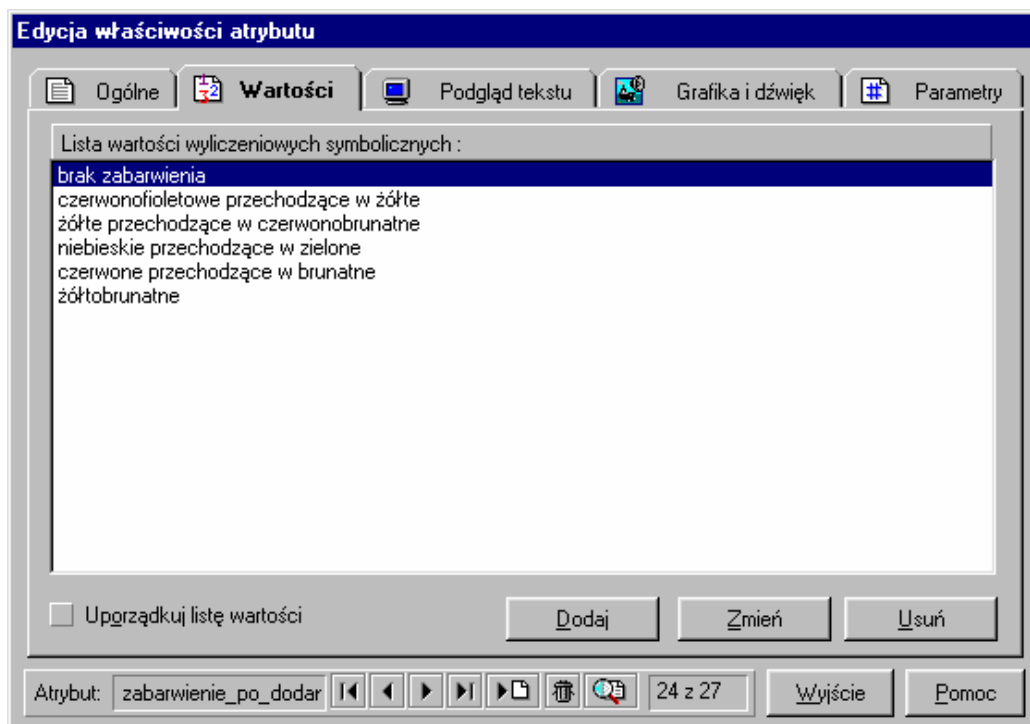 Edycja właściwości atrybutu
Ogólne Wartości Podgląd tekstu Grafika i dźwięk Parametry
Lista wartości wyliczeniowych symbolicznych :
brak zabarwienia
czerwonofioletowe przechodzące w żółte
żółte przechodzące w czerwonobrunatne
niebieskie przechodzące w zielone
czerwone przechodzące w brunatne
żółtobrunatne
Uporządkuj listę wartości Dodaj Zmień Usuń
Atrybut: zabarwienie_po_dodar 24 z 27 Wyjście Pomoc